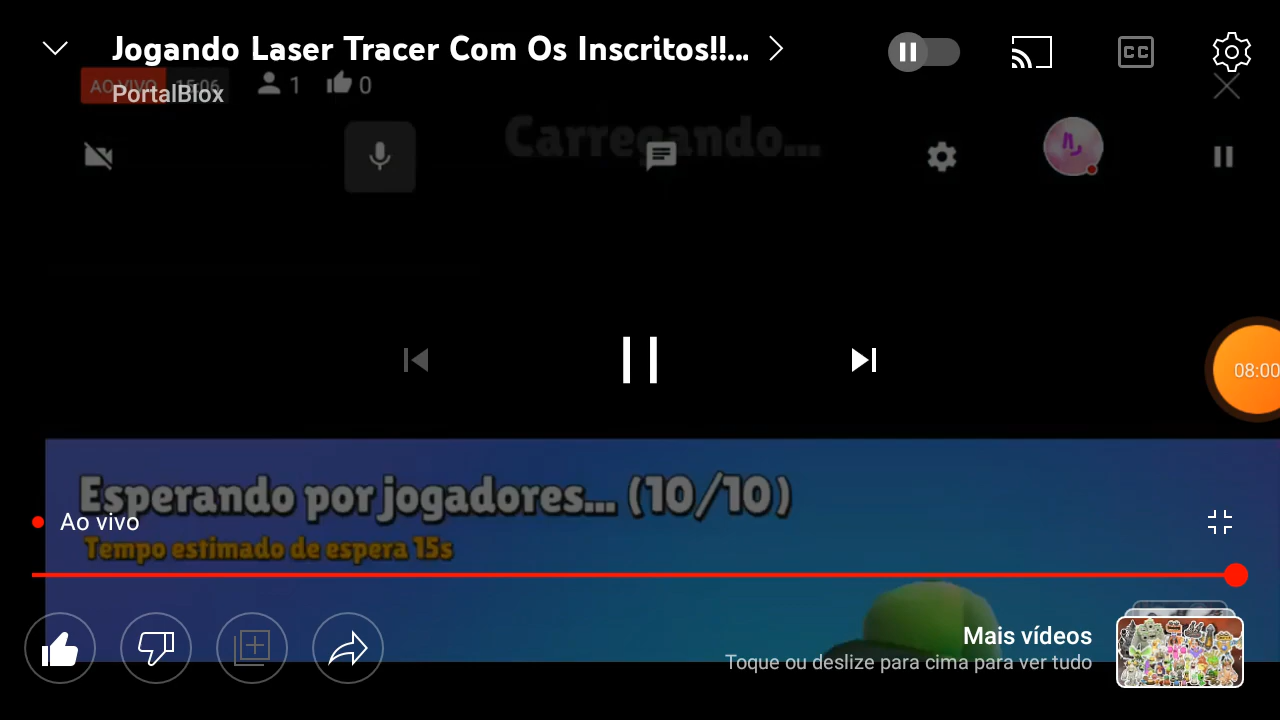 Jogando Laser Tracer Com Os Inscritos!!...
CC
AO VIVO 15:06 1 0
PortalBlox
Carregando...
08:00
Esperando por jogadores... (10/10)
Ao vivo
Tempo estimado de espera 15s
Mais vídeos
Toque ou deslize para cima para ver tudo